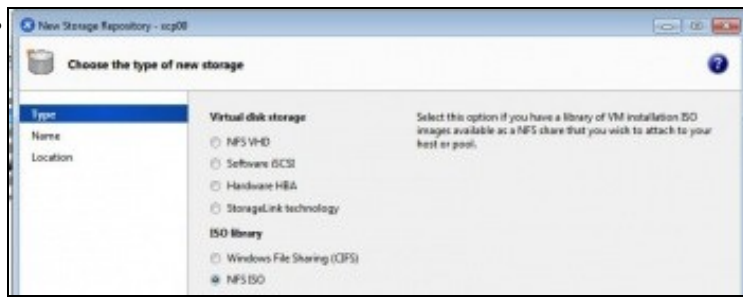 New Storage Repository - xcp00
Choose the type of new storage
Type
Name
Location
Virtual disk storage
NFS VHD
Software iSCSI
Hardware HBA
StorageLink technology
ISO library
Windows File Sharing (CIFS)
NFS ISO
Select this option if you have a library of VM installation ISO
images available as a NFS share that you wish to attach to your
host or pool.